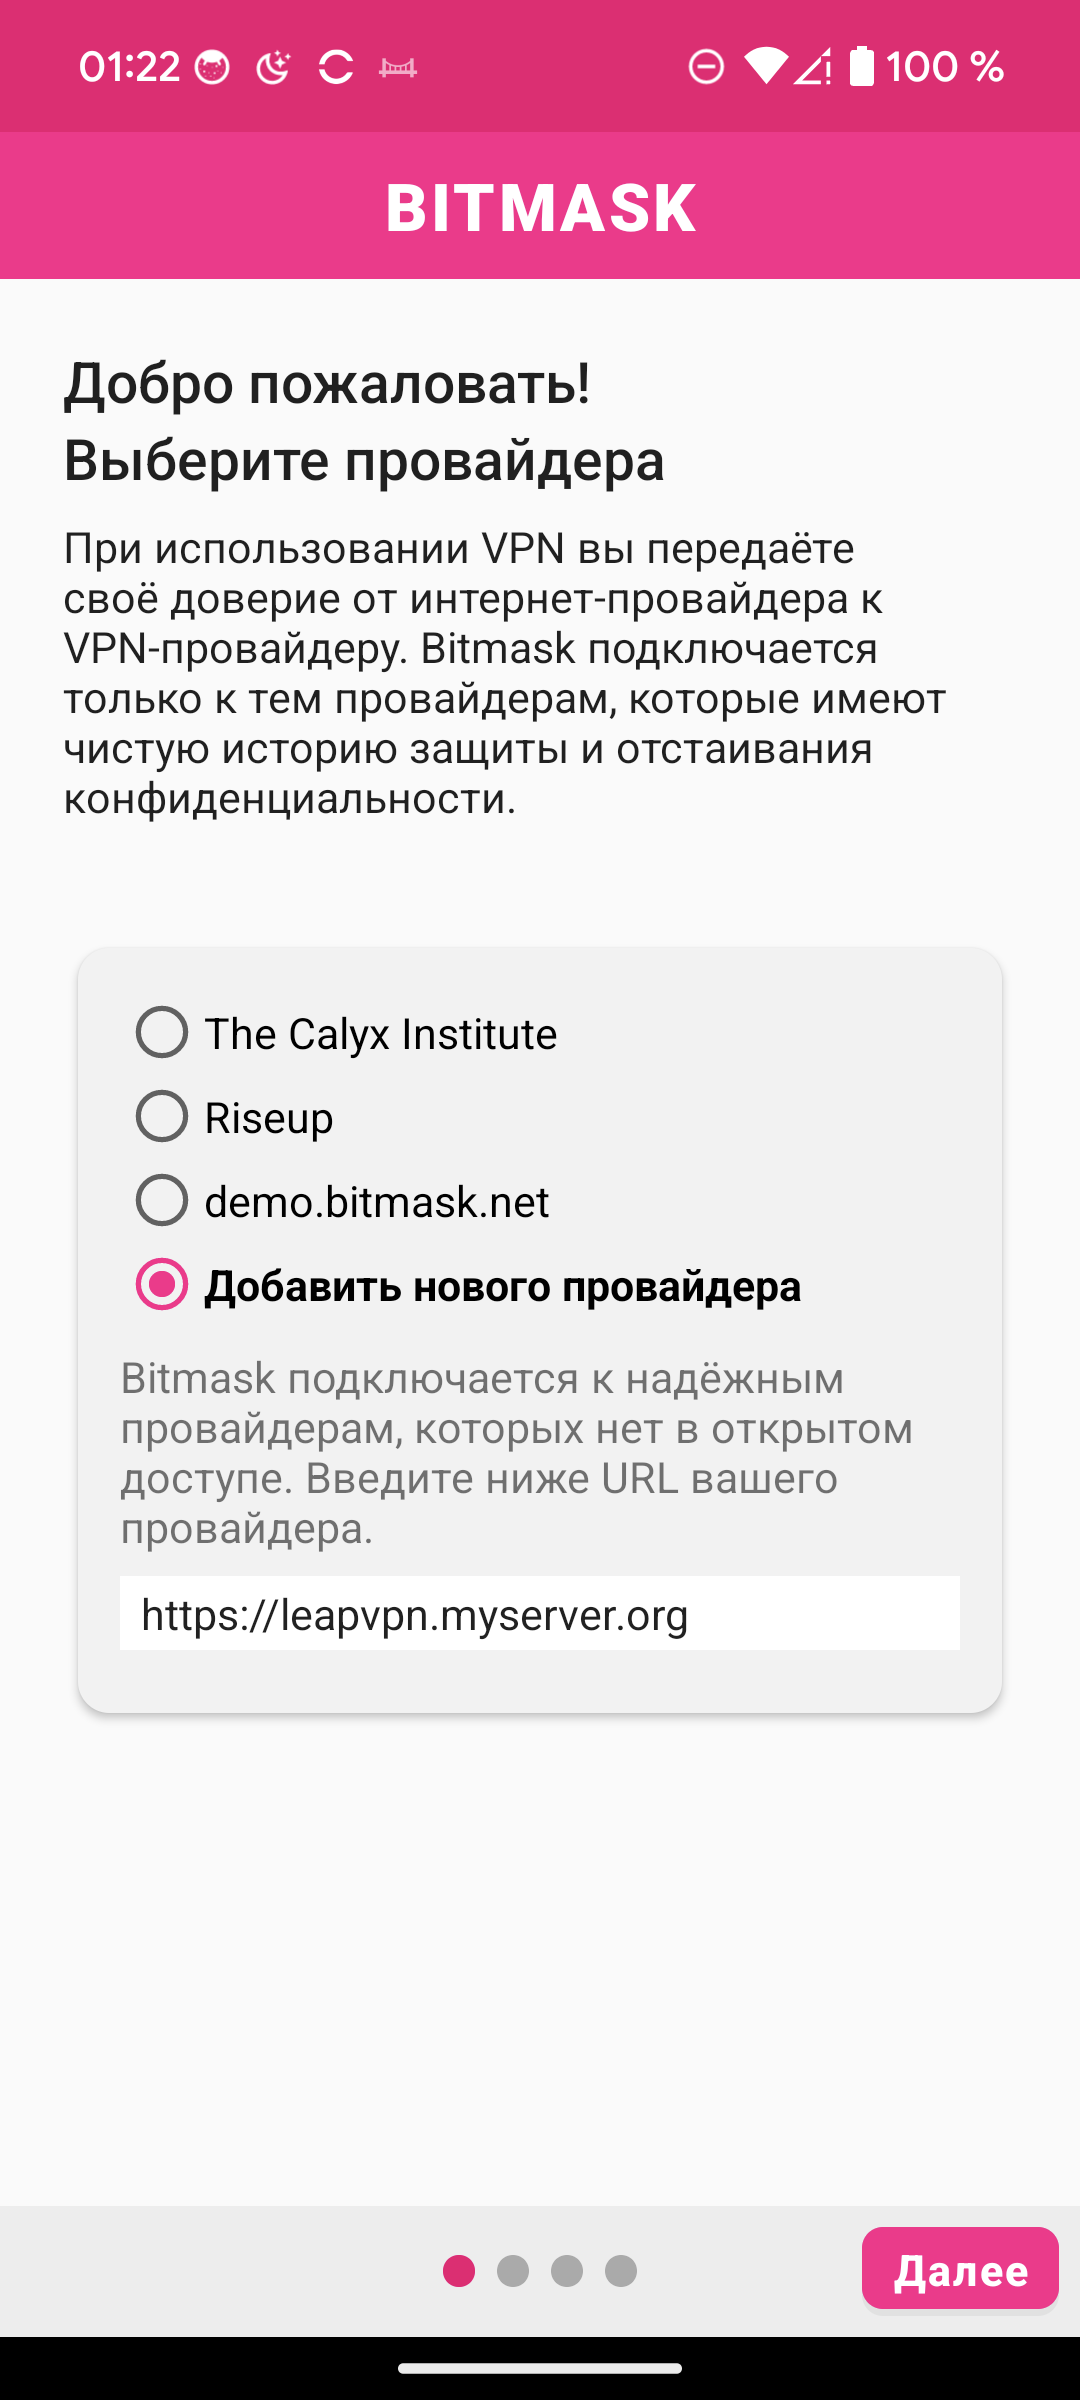 01:22
100 %
BITMASK
Добро пожаловать!
Выберите провайдера
При использовании VPN вы передаёте
своё доверие от интернет-провайдера к
VPN-провайдеру. Bitmask подключается
только к тем провайдерам, которые имеют
чистую историю защиты и отстаивания
конфиденциальности.
The Calyx Institute
Riseup
demo.bitmask.net
Добавить нового провайдера
Bitmask подключается к надёжным
провайдерам, которых нет в открытом
доступе. Введите ниже URL вашего
провайдера.
https://leapvpn.myserver.org
Далее